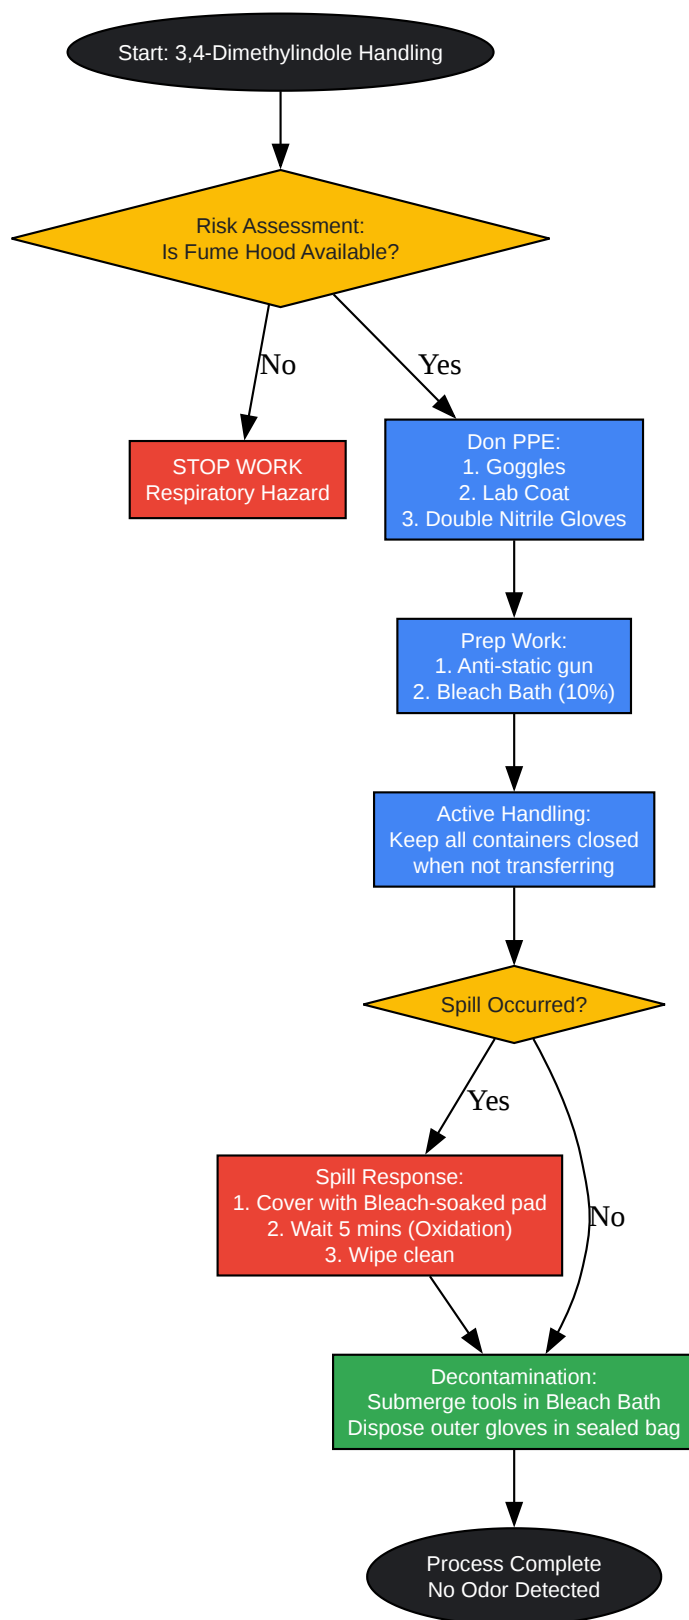 Start: 3,4-Dimethylindole Handling
Risk Assessment:
Is Fume Hood Available?
No
Yes
STOP WORK
Respiratory Hazard
Don PPE:
1. Goggles
2. Lab Coat
3. Double Nitrile Gloves
Prep Work:
1. Anti-static gun
2. Bleach Bath (10%)
Active Handling:
Keep all containers closed
when not transferring
Spill Occurred?
Yes
Spill Response:
1. Cover with Bleach-soaked pad
2. Wait 5 mins (Oxidation)
3. Wipe clean
No
Decontamination:
Submerge tools in Bleach Bath
Dispose outer gloves in sealed bag
Process Complete
No Odor Detected